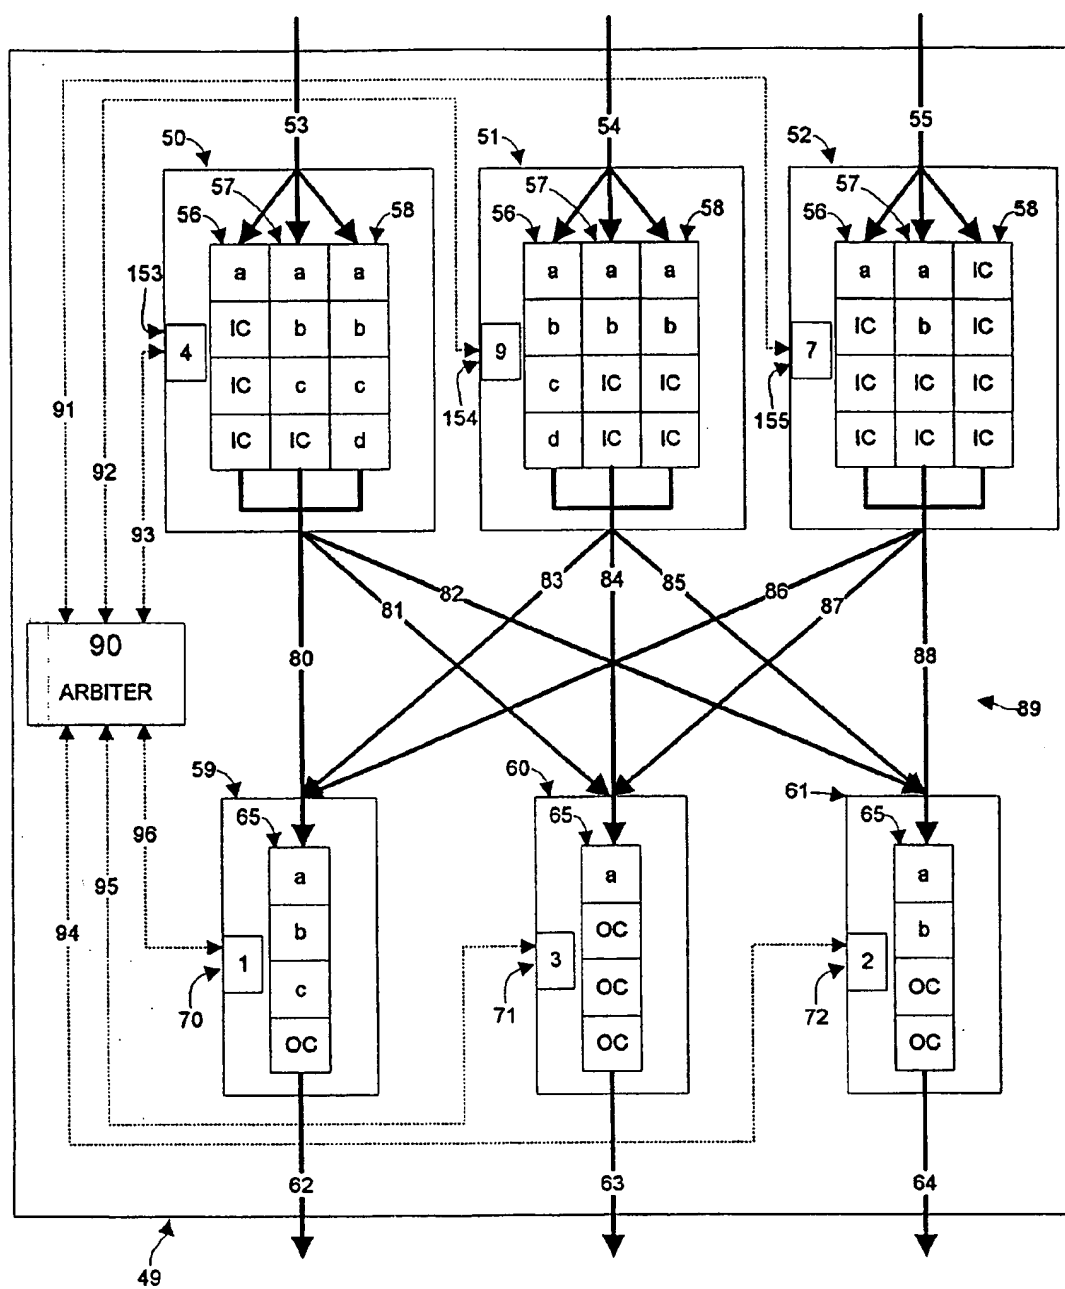 53 54 55
50 51 52
57 57 57
56 58 56 58 56 58
a a a a a a a a IC
153
IC b b b b b IC b IC
4 9 7
IC c c c IC IC IC IC IC
91 154 155
IC IC d d IC IC IC IC IC
92
93
81 82 83 84 85 86 87
90
ARBITER
80 88
89
59 60 61
65 65 65
96
a a a
95
94
b OC b
1 3 2
c OC OC
70 71 72
OC OC OC
62 63 64
49